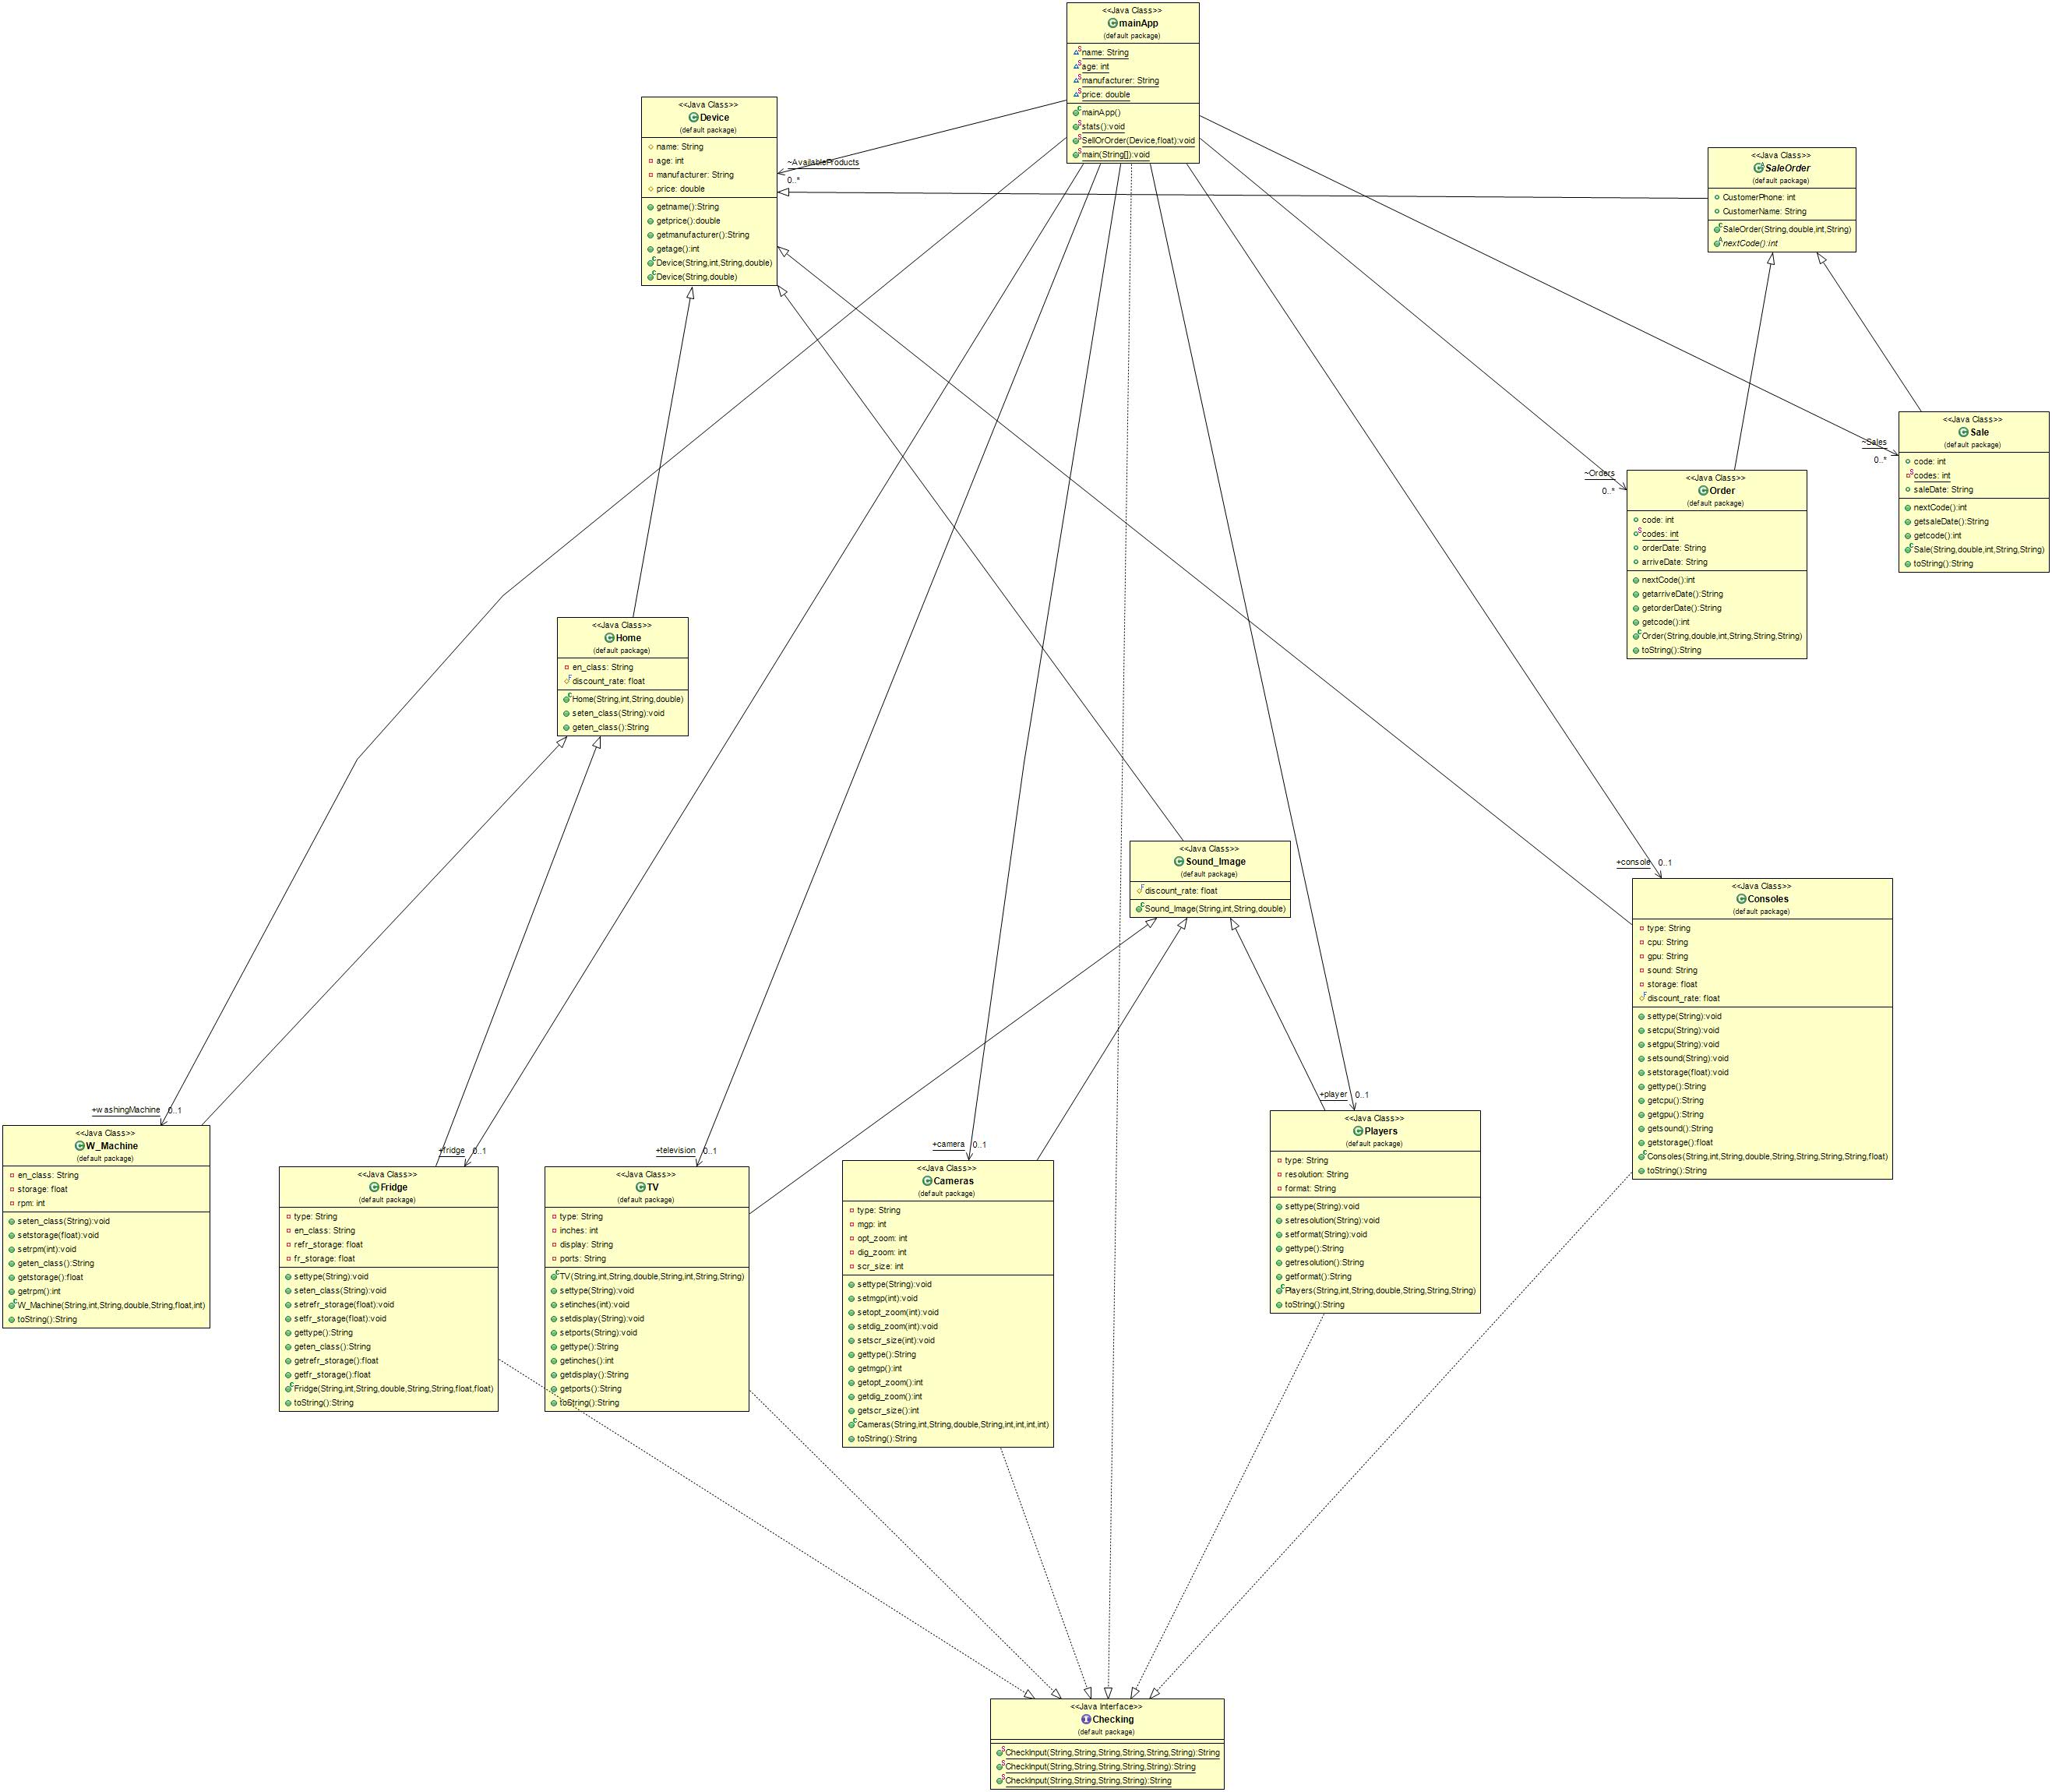 <<Java Class>>
mainApp
(default package)
name: String
age: int
manufacturer: String
price: double
mainApp()
stats():void
SellOrOrder(Device,float):void
main(String[]):void
<<Java Class>>
Device
(default package)
name: String
age: int
manufacturer: String
price: double
getname():String
getprice():double
getmanufacturer():String
getage():int
Device(String,int,String,double)
Device(String,double)
~AvailableProducts
0..*
<<Java Class>>
SaleOrder
(default package)
CustomerPhone: int
CustomerName: String
SaleOrder(String,double,int,String)
nextCode():int
~Sales
0..*
<<Java Class>>
Sale
(default package)
code: int
codes: int
saleDate: String
nextCode():int
getsaleDate():String
getcode():int
Sale(String,double,int,String,String)
toString():String
~Orders
0..*
<<Java Class>>
Order
(default package)
code: int
codes: int
orderDate: String
arriveDate: String
nextCode():int
getarriveDate():String
getorderDate():String
getcode():int
Order(String,double,int,String,String,String)
toString():String
<<Java Class>>
Home
(default package)
en_class: String
discount_rate: float
Home(String,int,String,double)
seten_class(String):void
geten_class():String
<<Java Class>>
Sound_Image
(default package)
discount_rate: float
Sound_Image(String,int,String,double)
+console 0..1
<<Java Class>>
Consoles
(default package)
type: String
cpu: String
gpu: String
sound: String
storage: float
discount_rate: float
settype(String):void
setcpu(String):void
setgpu(String):void
setsound(String):void
setstorage(float):void
gettype():String
getcpu():String
getgpu():String
getsound():String
getstorage():float
Consoles(String,int,String,double,String,String,String,String,float)
toString():String
+washingMachine 0..1
<<Java Class>>
W_Machine
(default package)
en_class: String
storage: float
rpm: int
seten_class(String):void
setstorage(float):void
setrpm(int):void
geten_class():String
getstorage():float
getrpm():int
W_Machine(String,int,String,double,String,float,int)
toString():String
+fridge 0..1
<<Java Class>>
Fridge
(default package)
type: String
en_class: String
refr_storage: float
fr_storage: float
settype(String):void
seten_class(String):void
setrefr_storage(float):void
setfr_storage(float):void
gettype():String
geten_class():String
getrefr_storage():float
getfr_storage():float
Fridge(String,int,String,double,String,String,float,float)
toString():String
+television 0..1
<<Java Class>>
TV
(default package)
type: String
inches: int
display: String
ports: String
TV(String,int,String,double,String,int,String,String)
settype(String):void
setinches(int):void
setdisplay(String):void
setports(String):void
gettype():String
getinches():int
getdisplay():String
getports():String
toString():String
+camera 0..1
<<Java Class>>
Cameras
(default package)
type: String
mgp: int
opt_zoom: int
dig_zoom: int
scr_size: int
settype(String):void
setmgp(int):void
setopt_zoom(int):void
setdig_zoom(int):void
setscr_size(int):void
gettype():String
getmgp():int
getopt_zoom():int
getdig_zoom():int
getscr_size():int
Cameras(String,int,String,double,String,int,int,int,int)
toString():String
+player 0..1
<<Java Class>>
Players
(default package)
type: String
resolution: String
format: String
settype(String):void
setresolution(String):void
setformat(String):void
gettype():String
getresolution():String
getformat():String
Players(String,int,String,double,String,String,String)
toString():String
<<Java Interface>>
Checking
(default package)
CheckInput(String,String,String,String,String,String):String
CheckInput(String,String,String,String,String):String
CheckInput(String,String,String,String):String